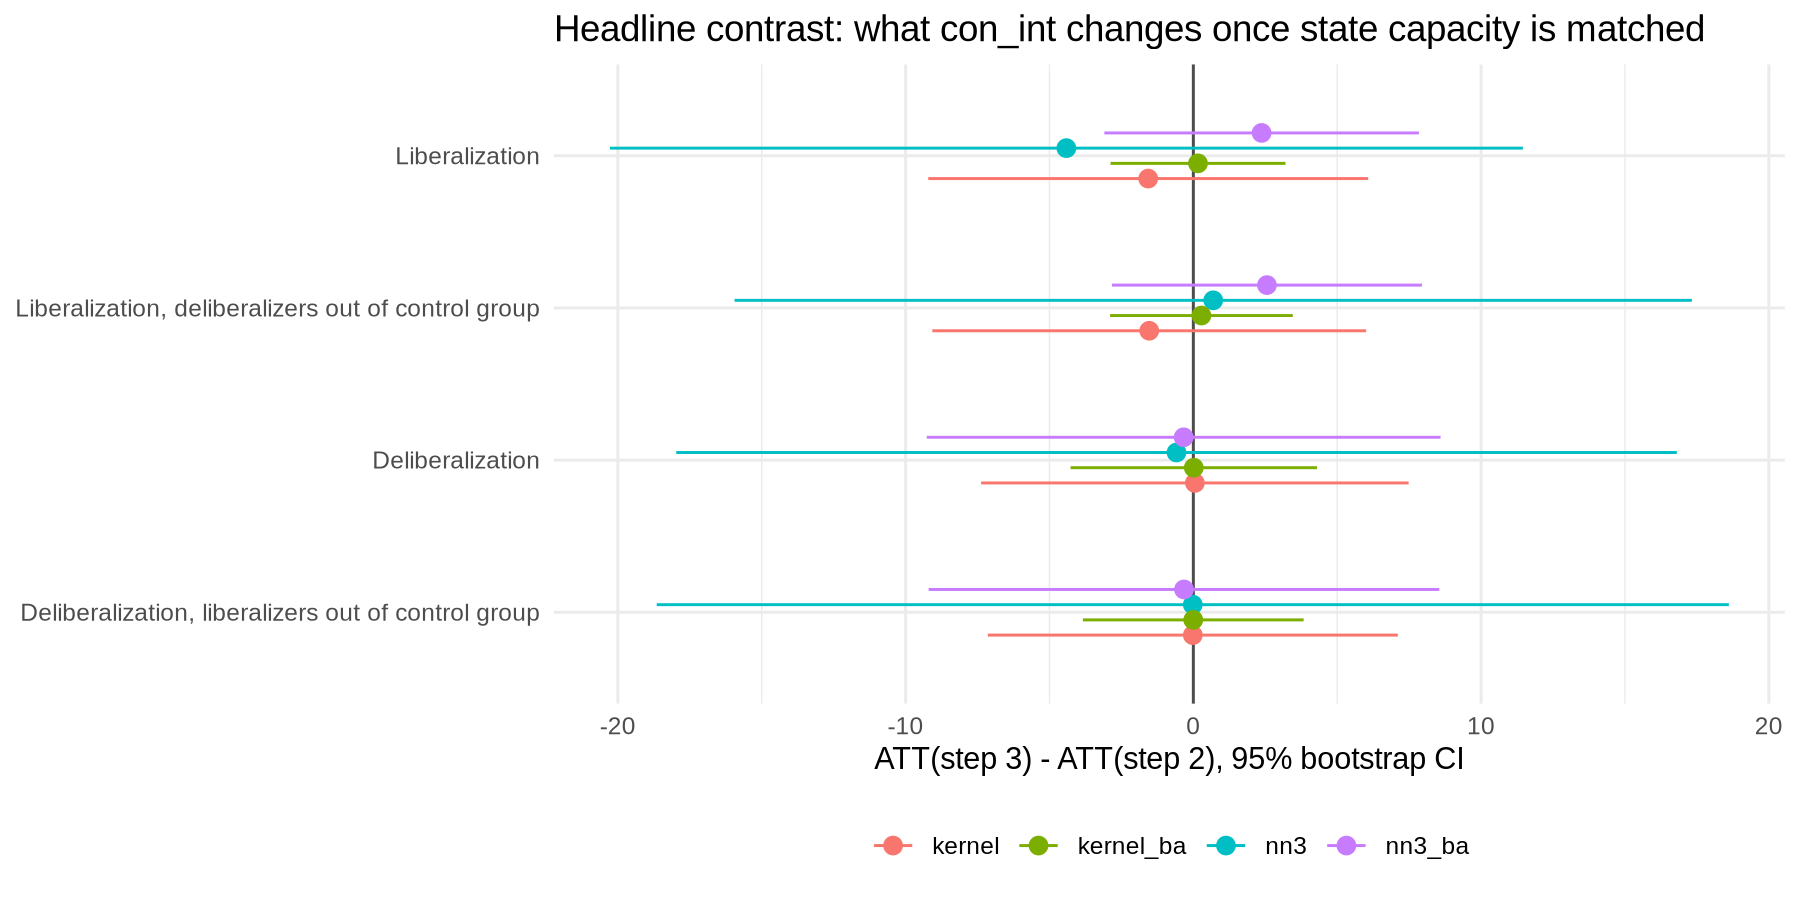 Headline contrast: what con_int changes once state capacity is matched
Liberalization
Liberalization, deliberalizers out of control group
Deliberalization
Deliberalization, liberalizers out of control group
-20 -10 0 10 20
ATT(step 3) - ATT(step 2), 95% bootstrap CI
kernel kernel_ba nn3 nn3_ba